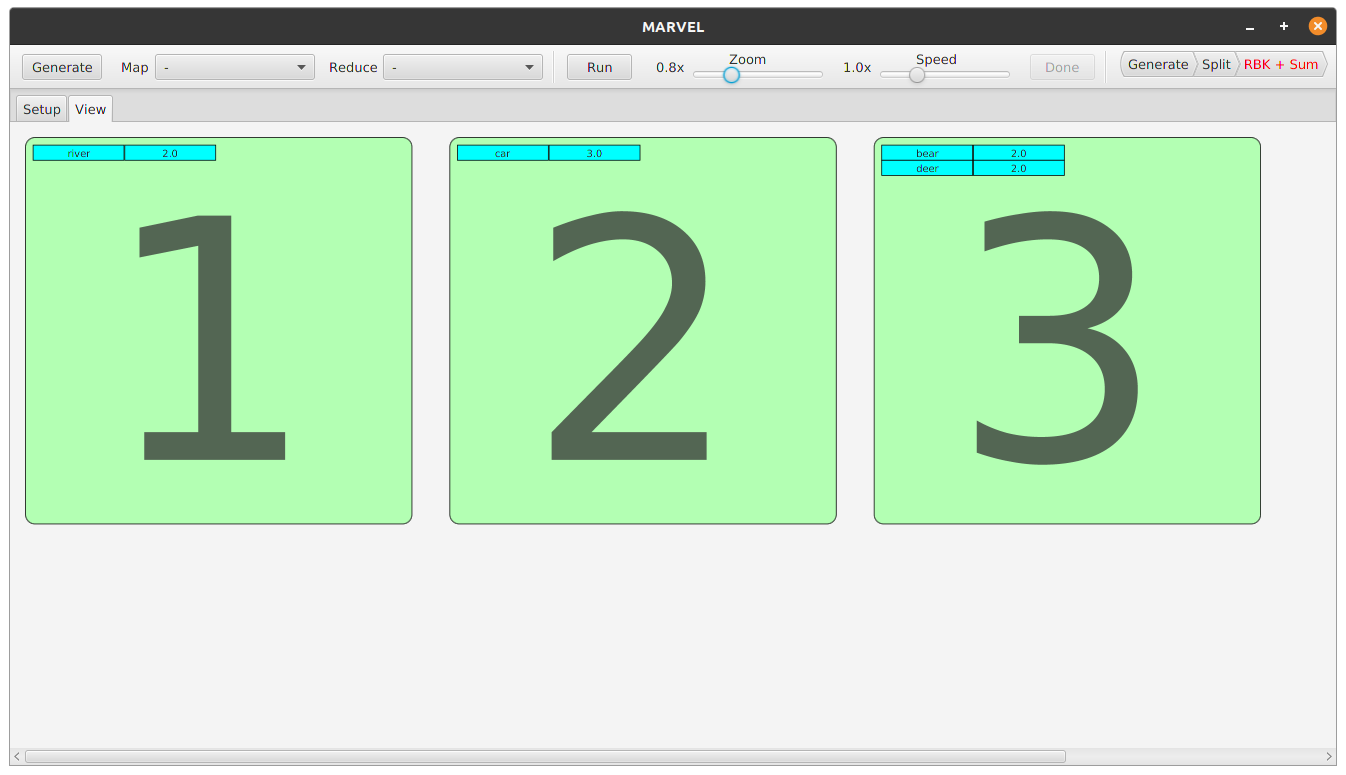 MARVEL
Generate Map - Reduce - Run 0.8x Zoom 1.0x Speed Done Generate Split RBK + Sum
Setup View
river 2.0
1
car 3.0
2
bear 2.0
deer 2.0
3